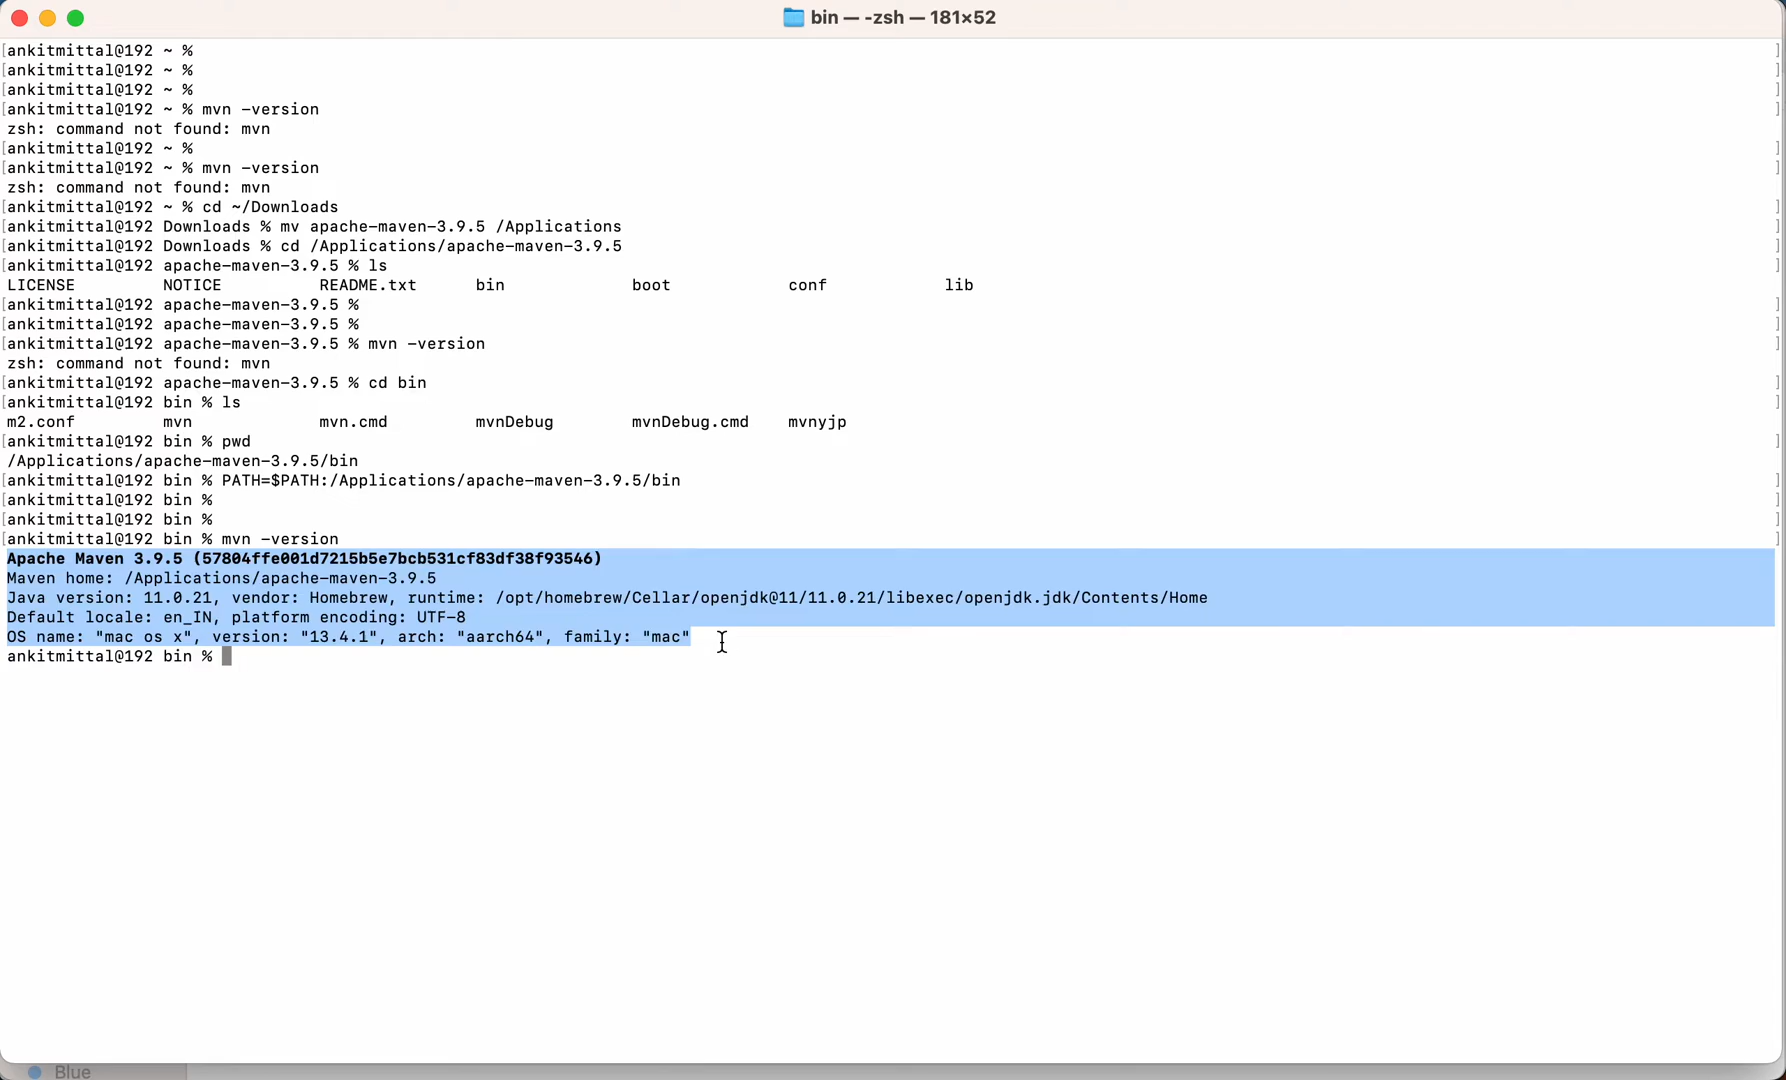 bin — -zsh — 181×52
[ankitmittal@192 ~ % ]
[ankitmittal@192 ~ % ]
[ankitmittal@192 ~ % ]
[ankitmittal@192 ~ % mvn -version ]
zsh: command not found: mvn
[ankitmittal@192 ~ % ]
[ankitmittal@192 ~ % mvn -version ]
zsh: command not found: mvn
[ankitmittal@192 ~ % cd ~/Downloads ]
[ankitmittal@192 Downloads % mv apache-maven-3.9.5 /Applications ]
[ankitmittal@192 Downloads % cd /Applications/apache-maven-3.9.5 ]
[ankitmittal@192 apache-maven-3.9.5 % ls ]
LICENSE NOTICE README.txt bin boot conf lib
[ankitmittal@192 apache-maven-3.9.5 % ]
[ankitmittal@192 apache-maven-3.9.5 % ]
[ankitmittal@192 apache-maven-3.9.5 % mvn -version ]
zsh: command not found: mvn
[ankitmittal@192 apache-maven-3.9.5 % cd bin ]
[ankitmittal@192 bin % ls ]
m2.conf mvn mvn.cmd mvnDebug mvnDebug.cmd mvnyjp
[ankitmittal@192 bin % pwd ]
/Applications/apache-maven-3.9.5/bin
[ankitmittal@192 bin % PATH=$PATH:/Applications/apache-maven-3.9.5/bin ]
[ankitmittal@192 bin % ]
[ankitmittal@192 bin % ]
[ankitmittal@192 bin % mvn -version ]
Apache Maven 3.9.5 (57804ffe001d7215b5e7bcb531cf83df38f93546)
Maven home: /Applications/apache-maven-3.9.5
Java version: 11.0.21, vendor: Homebrew, runtime: /opt/homebrew/Cellar/openjdk@11/11.0.21/libexec/openjdk.jdk/Contents/Home
Default locale: en_IN, platform encoding: UTF-8
OS name: "mac os x", version: "13.4.1", arch: "aarch64", family: "mac"
ankitmittal@192 bin %
Blue